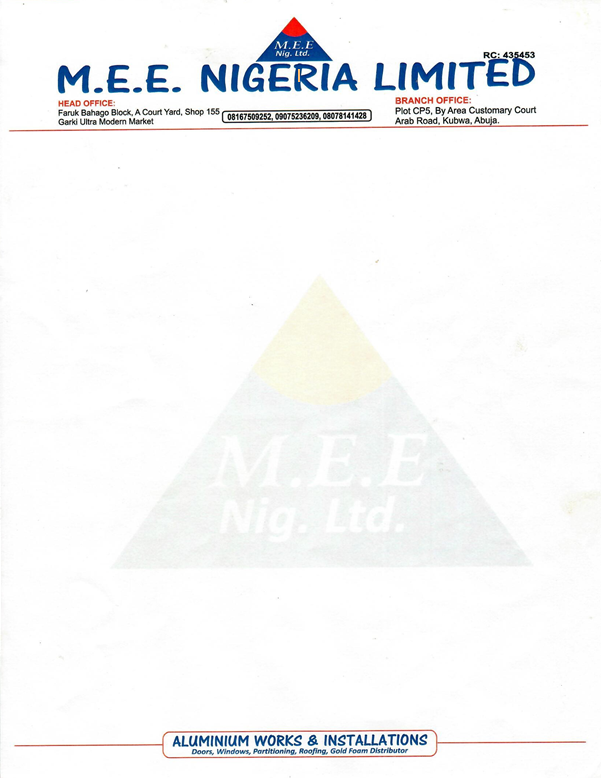 M.E.E
Nig. Ltd.
RC: 435453
M.E.E. NIGERIA LIMITED
HEAD OFFICE:
Faruk Bahago Block, A Court Yard, Shop 155
Garki Ultra Modern Market
08167509252, 09075236209, 08078141428
BRANCH OFFICE:
Plot CP5, By Area Customary Court
Arab Road, Kubwa, Abuja.
M.E.E
Nig. Ltd.
ALUMINIUM WORKS & INSTALLATIONS
Doors, Windows, Partitioning, Roofing, Gold Foam Distributor